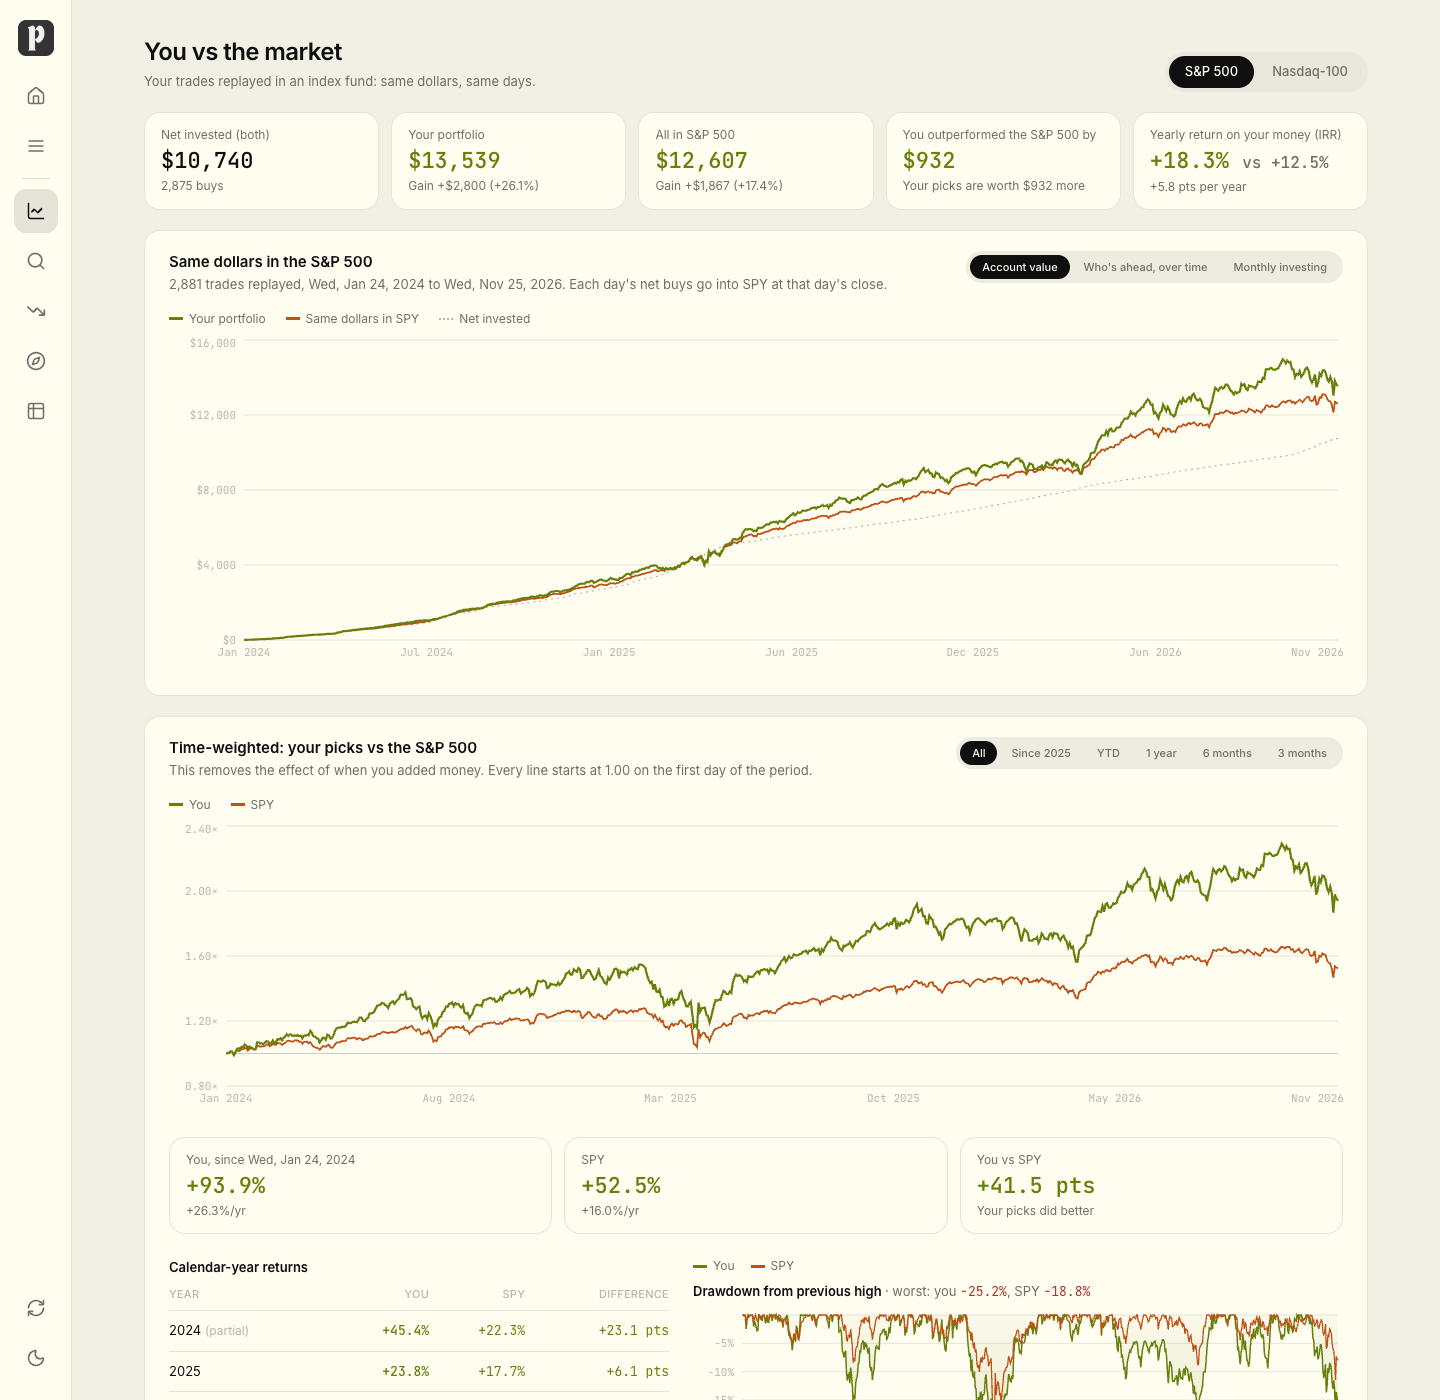 p
You vs the market
Your trades replayed in an index fund: same dollars, same days.
S&P 500 Nasdaq-100
Net invested (both)
$10,740
2,875 buys
Your portfolio
$13,539
Gain +$2,800 (+26.1%)
All in S&P 500
$12,607
Gain +$1,867 (+17.4%)
You outperformed the S&P 500 by
$932
Your picks are worth $932 more
Yearly return on your money (IRR)
+18.3% vs +12.5%
+5.8 pts per year
Same dollars in the S&P 500
2,881 trades replayed, Wed, Jan 24, 2024 to Wed, Nov 25, 2026. Each day's net buys go into SPY at that day's close.
Account value Who's ahead, over time Monthly investing
Your portfolio Same dollars in SPY Net invested
$16,000
$12,000
$8,000
$4,000
$0
Jan 2024 Jul 2024 Jan 2025 Jun 2025 Dec 2025 Jun 2026 Nov 2026
Time-weighted: your picks vs the S&P 500
This removes the effect of when you added money. Every line starts at 1.00 on the first day of the period.
All Since 2025 YTD 1 year 6 months 3 months
You SPY
2.40×
2.00×
1.60×
1.20×
0.80×
Jan 2024 Aug 2024 Mar 2025 Oct 2025 May 2026 Nov 2026
You, since Wed, Jan 24, 2024
+93.9%
+26.3%/yr
SPY
+52.5%
+16.0%/yr
You vs SPY
+41.5 pts
Your picks did better
Calendar-year returns
YEAR YOU SPY DIFFERENCE
2024 (partial) +45.4% +22.3% +23.1 pts
2025 +23.8% +17.7% +6.1 pts
You SPY
Drawdown from previous high · worst: you -25.2%, SPY -18.8%
-5%
-10%
-15%